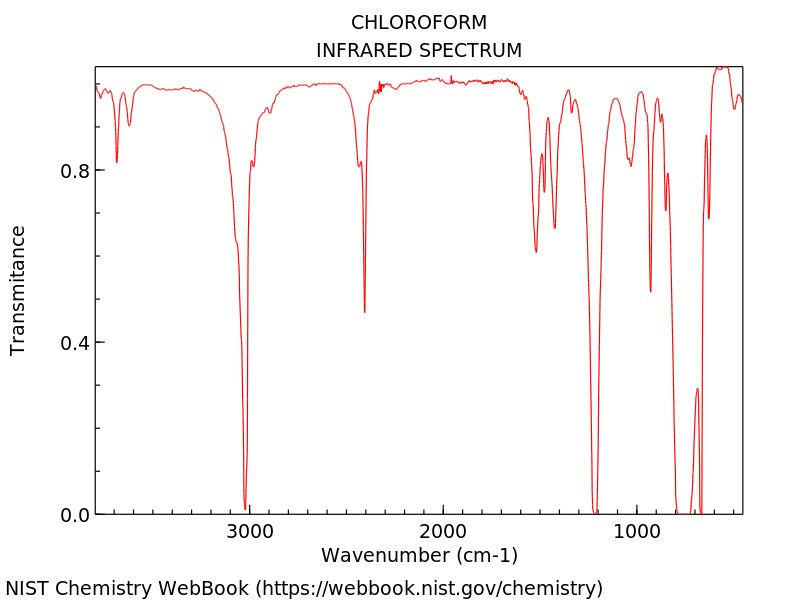 CHLOROFORM
INFRARED SPECTRUM
Transmitance
0.8
0.4
0.0
3000 2000 1000
Wavenumber (cm-1)
NIST Chemistry WebBook (https://webbook.nist.gov/chemistry)